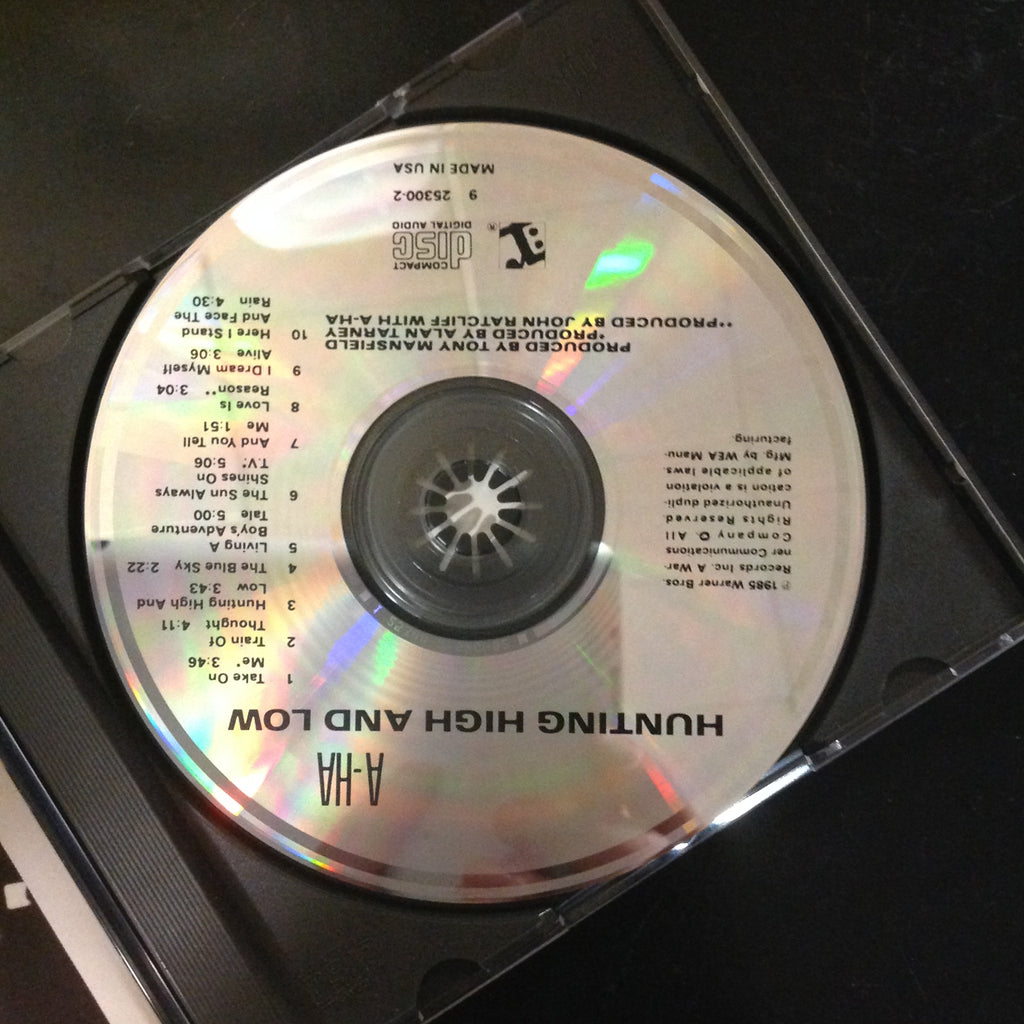 A-HA
HUNTING HIGH AND LOW
1 Take On
Me*. 3:46
2 Train Of
Thought 4:11
3 Hunting High And
Low 3:43
4 The Blue Sky 2:22
5 Living A
Boy's Adventure
Tale 5:00
6 The Sun Always
Shines On
T.V.* 5:06
7 And You Tell
Me 1:51
8 Love Is
Reason** 3:04
9 I Dream Myself
Alive 3:06
10 Here I Stand
And Face The
Rain 4:30
℗ 1985 Warner Bros.
Records Inc. A War-
ner Communications
Company. All
Rights Reserved.
Unauthorized dupli-
cation is a violation
of applicable laws.
Mfg. by WEA Manu-
facturing.
PRODUCED BY TONY MANSFIELD
*PRODUCED BY ALAN TARNEY
**PRODUCED BY JOHN RATCLIFF WITH A-HA
COMPACT
disc
DIGITAL AUDIO
®
9 25300-2
MADE IN USA